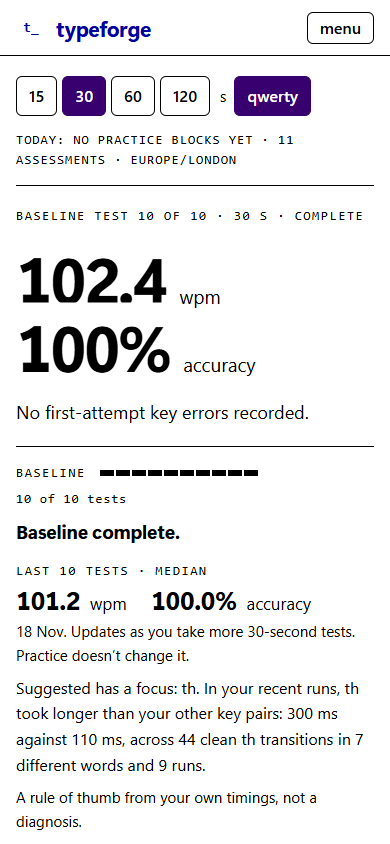 t_ typeforge menu
15 30 60 120 s qwerty
TODAY: NO PRACTICE BLOCKS YET · 11
ASSESSMENTS · EUROPE/LONDON
BASELINE TEST 10 OF 10 · 30 S · COMPLETE
102.4 wpm
100% accuracy
No first-attempt key errors recorded.
BASELINE
10 of 10 tests
Baseline complete.
LAST 10 TESTS · MEDIAN
101.2 wpm 100.0% accuracy
18 Nov. Updates as you take more 30-second tests.
Practice doesn’t change it.
Suggested has a focus: th. In your recent runs, th
took longer than your other key pairs: 300 ms
against 110 ms, across 44 clean th transitions in 7
different words and 9 runs.
A rule of thumb from your own timings, not a
diagnosis.